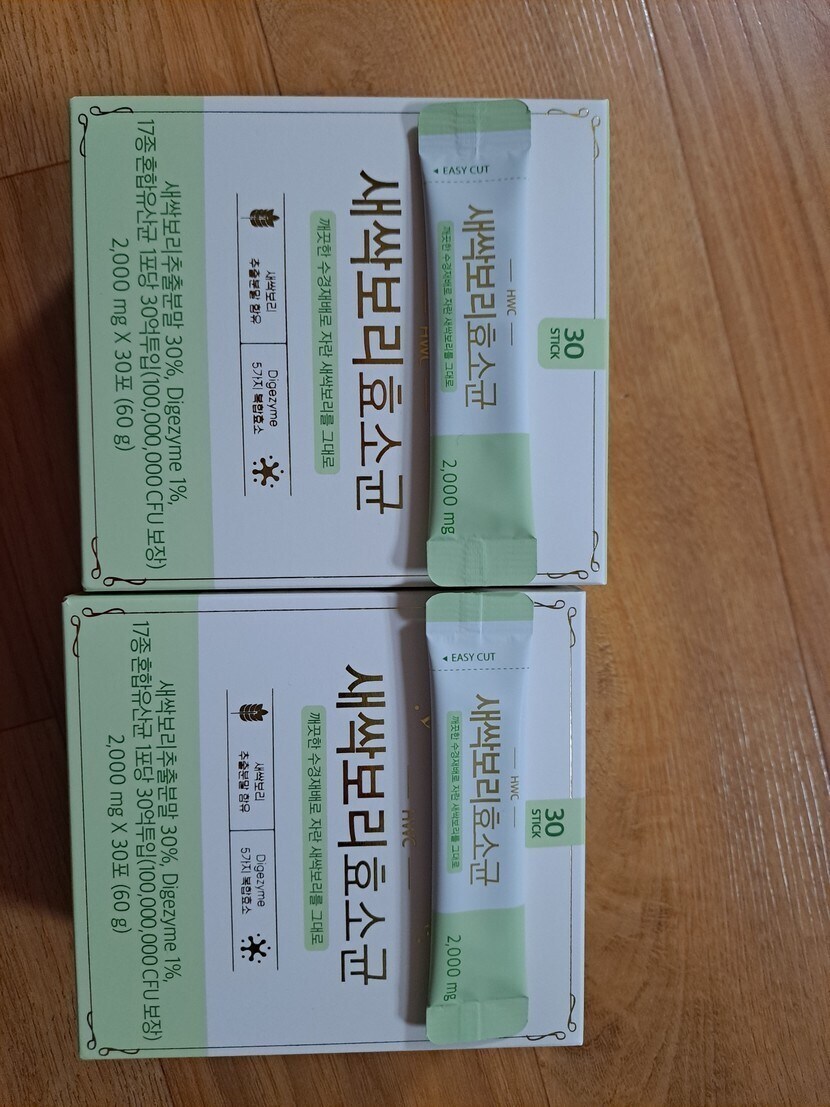 30
STICK
HWC
새싹보리효소균
깨끗한 수경재배로 자란 새싹보리를 그대로
새싹보리
추출분말 함유
Digezyme
5가지 복합효소
새싹보리추출분말 30%, Digezyme 1%,
17종 혼합유산균 1포당 30억투입(100,000,000 CFU 보장)
2,000 mg X 30포 (60 g)
◂ EASY CUT
HWC
새싹보리효소균
깨끗한 수경재배로 자란 새싹보리를 그대로
2,000 mg
30
STICK
HWC
새싹보리효소균
깨끗한 수경재배로 자란 새싹보리를 그대로
새싹보리
추출분말 함유
Digezyme
5가지 복합효소
새싹보리추출분말 30%, Digezyme 1%,
17종 혼합유산균 1포당 30억투입(100,000,000 CFU 보장)
2,000 mg X 30포 (60 g)
◂ EASY CUT
HWC
새싹보리효소균
깨끗한 수경재배로 자란 새싹보리를 그대로
2,000 mg